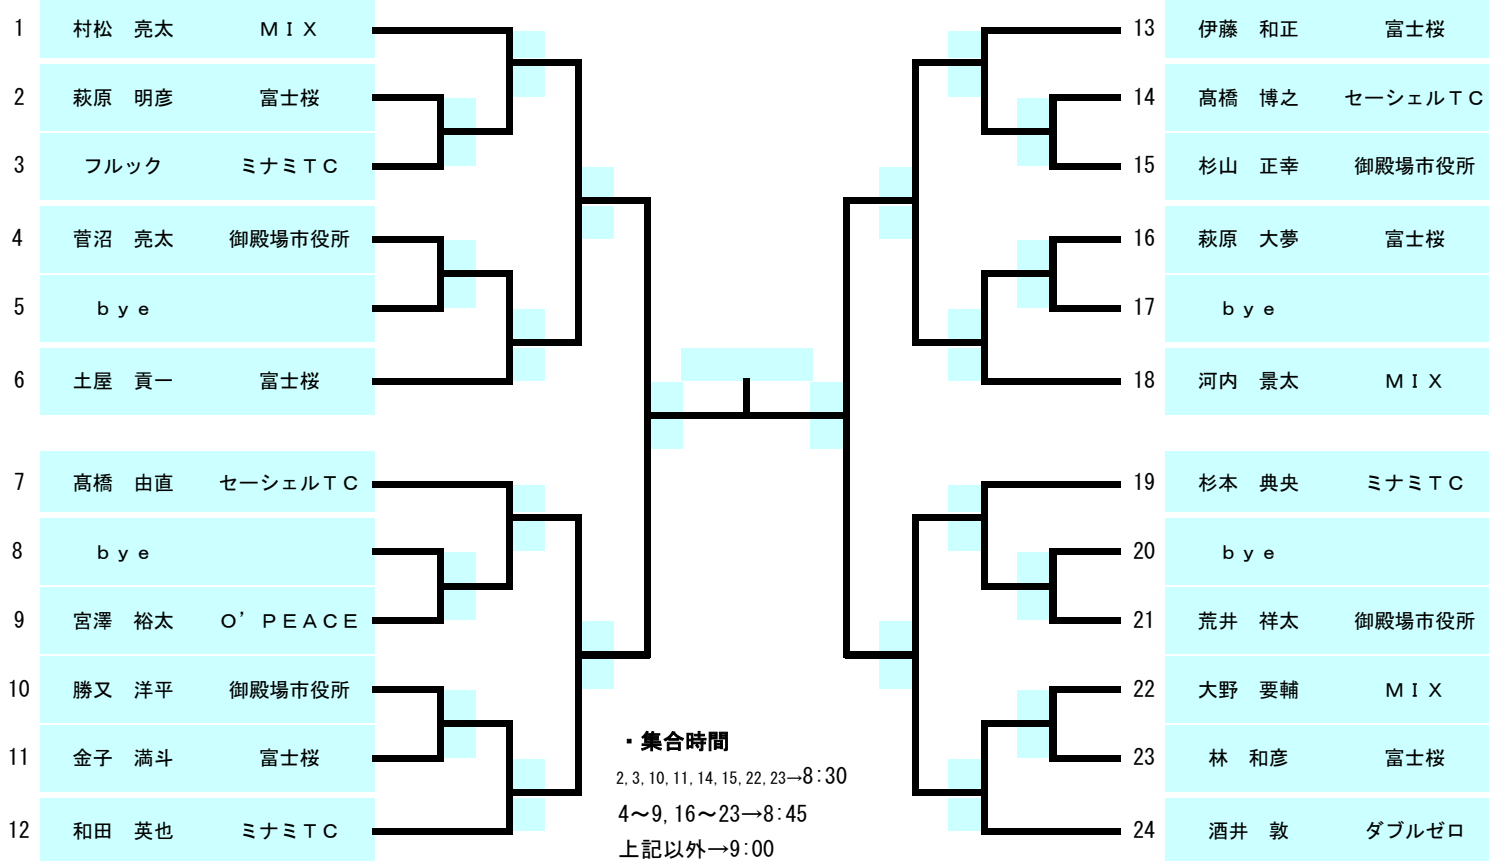 1 村松　亮太 ＭＩＸ
2 萩原　明彦 富士桜
3 フルック ミナミＴＣ
4 菅沼　亮太 御殿場市役所
5 ｂｙｅ
6 土屋　貢一 富士桜
7 髙橋　由直 セーシェルＴＣ
8 ｂｙｅ
9 宮澤　裕太 Ｏ’ＰＥＡＣＥ
10 勝又　洋平 御殿場市役所
11 金子　満斗 富士桜
12 和田　英也 ミナミＴＣ
・集合時間
2,3,10,11,14,15,22,23→8:30
4～9,16～23→8:45
上記以外→9:00
13 伊藤　和正 富士桜
14 髙橋　博之 セーシェルＴＣ
15 杉山　正幸 御殿場市役所
16 萩原　大夢 富士桜
17 ｂｙｅ
18 河内　景太 ＭＩＸ
19 杉本　典央 ミナミＴＣ
20 ｂｙｅ
21 荒井　祥太 御殿場市役所
22 大野　要輔 ＭＩＸ
23 林　和彦 富士桜
24 酒井　敦 ダブルゼロ